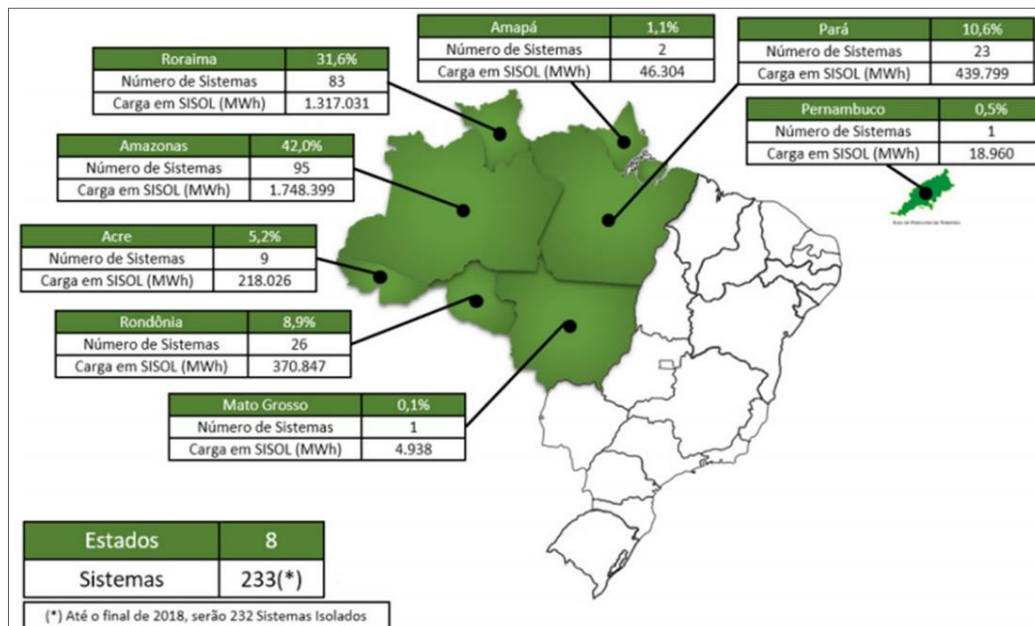 Amapá 1,1%
Número de Sistemas 2
Carga em SISOL (MWh) 46.304
Pará 10,6%
Número de Sistemas 23
Carga em SISOL (MWh) 439.799
Roraima 31,6%
Número de Sistemas 83
Carga em SISOL (MWh) 1.317.031
Pernambuco 0,5%
Número de Sistemas 1
Carga em SISOL (MWh) 18.960
Amazonas 42,0%
Número de Sistemas 95
Carga em SISOL (MWh) 1.748.399
Acre 5,2%
Número de Sistemas 9
Carga em SISOL (MWh) 218.026
Rondônia 8,9%
Número de Sistemas 26
Carga em SISOL (MWh) 370.847
Mato Grosso 0,1%
Número de Sistemas 1
Carga em SISOL (MWh) 4.938
Estados 8
Sistemas 233(*)
(*) Até o final de 2018, serão 232 Sistemas Isolados